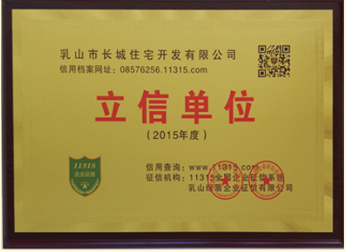 乳山市长城住宅开发有限公司
信用档案网址：08576256.11315.com
立信单位
（2015年度）
11315
企业征信
信用查询：www.11315.com
征信机构：11315全国企业征信系统
乳山绿盾企业征信有限公司